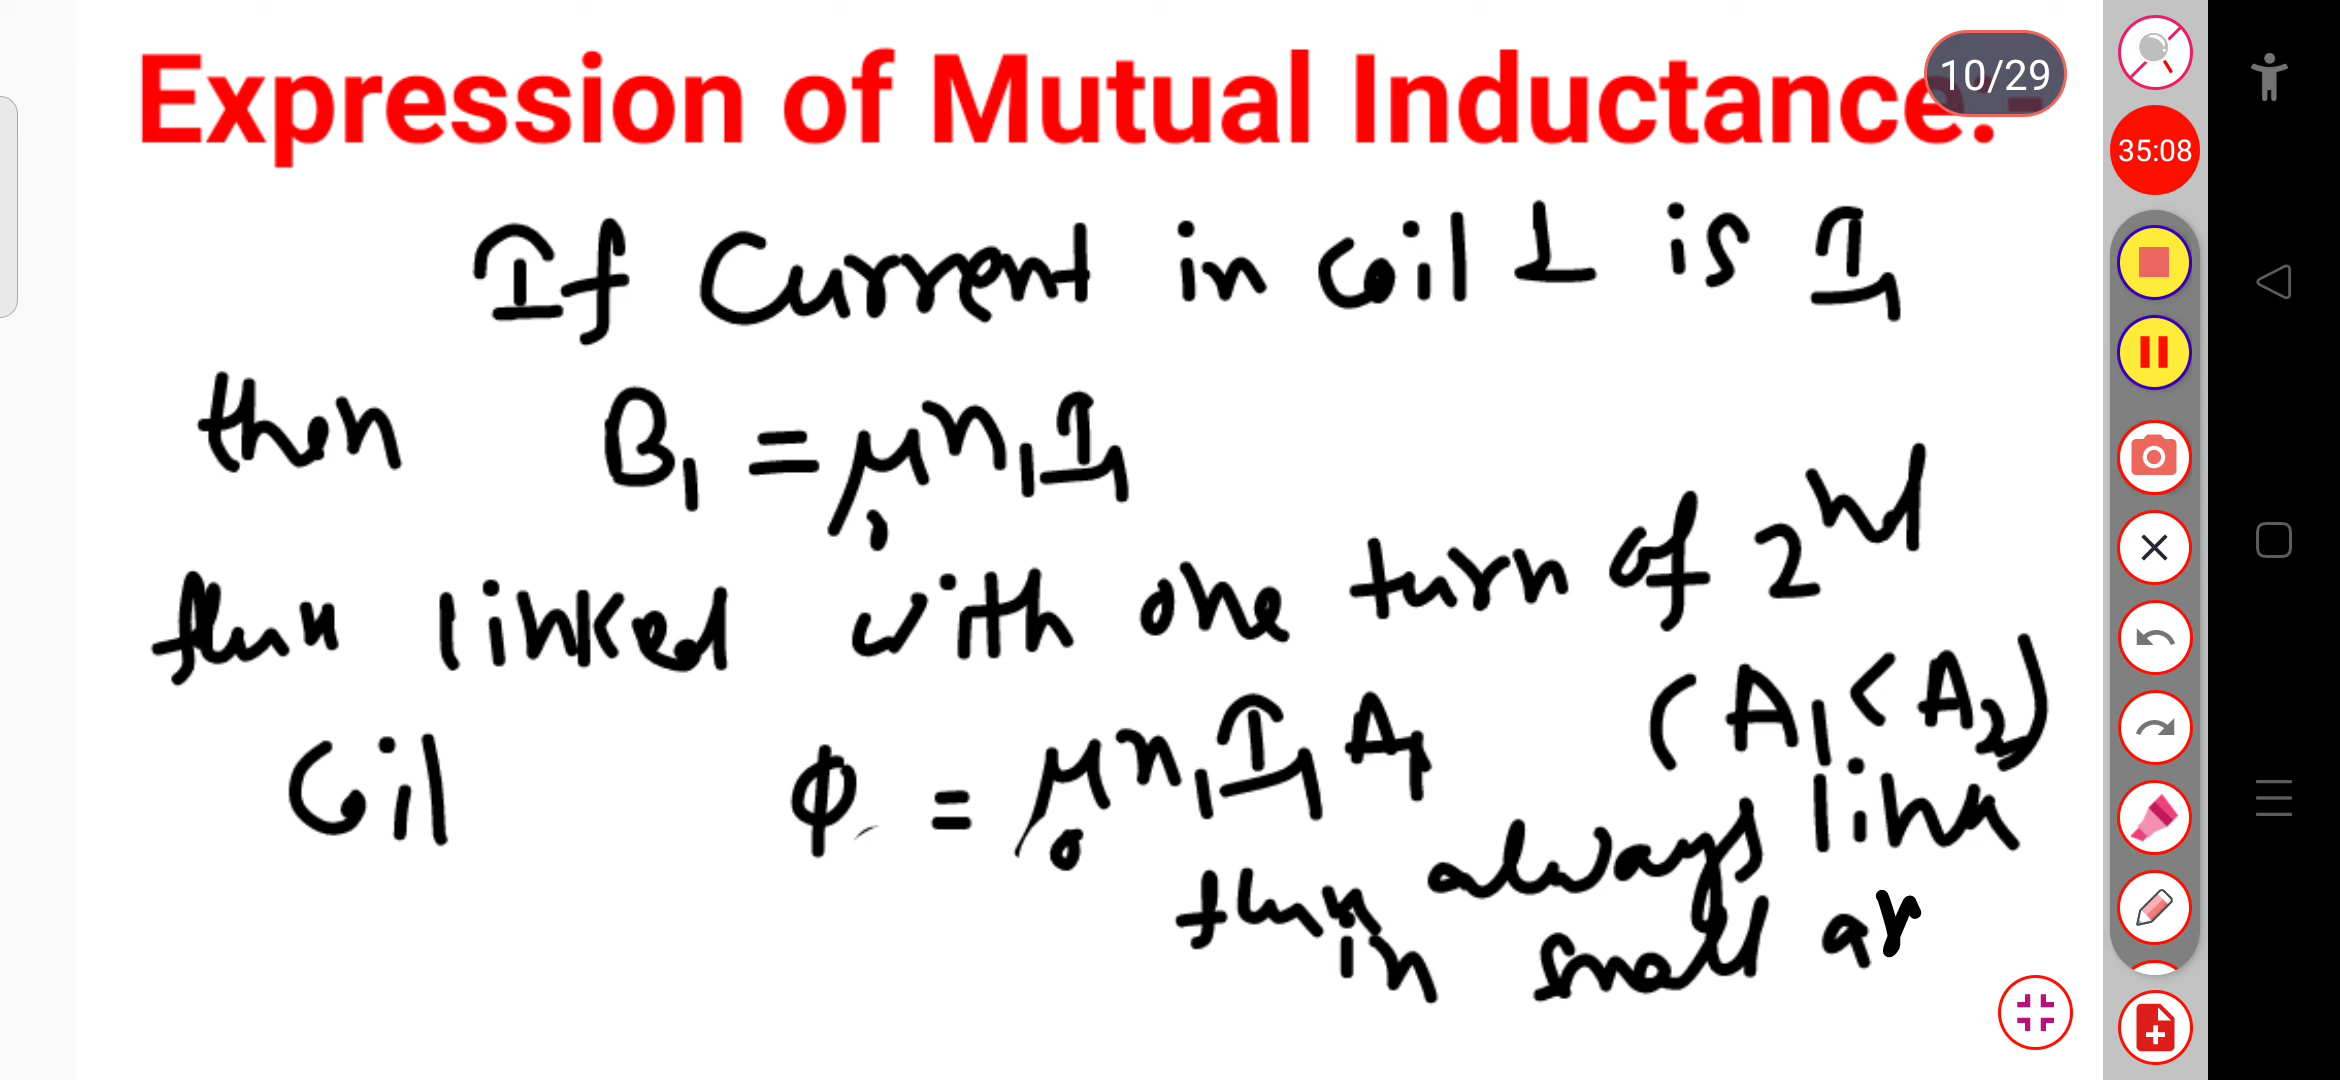 Expression of Mutual Inductance:-
10/29
35:08
If Current in Coil 1 is I₁
then B₁ = μ₀n₁I₁
flux linked with one turn of 2nd
Coil φ = μ₀n₁I₁A₁ (A₁<A₂)
flux always link
in small ar